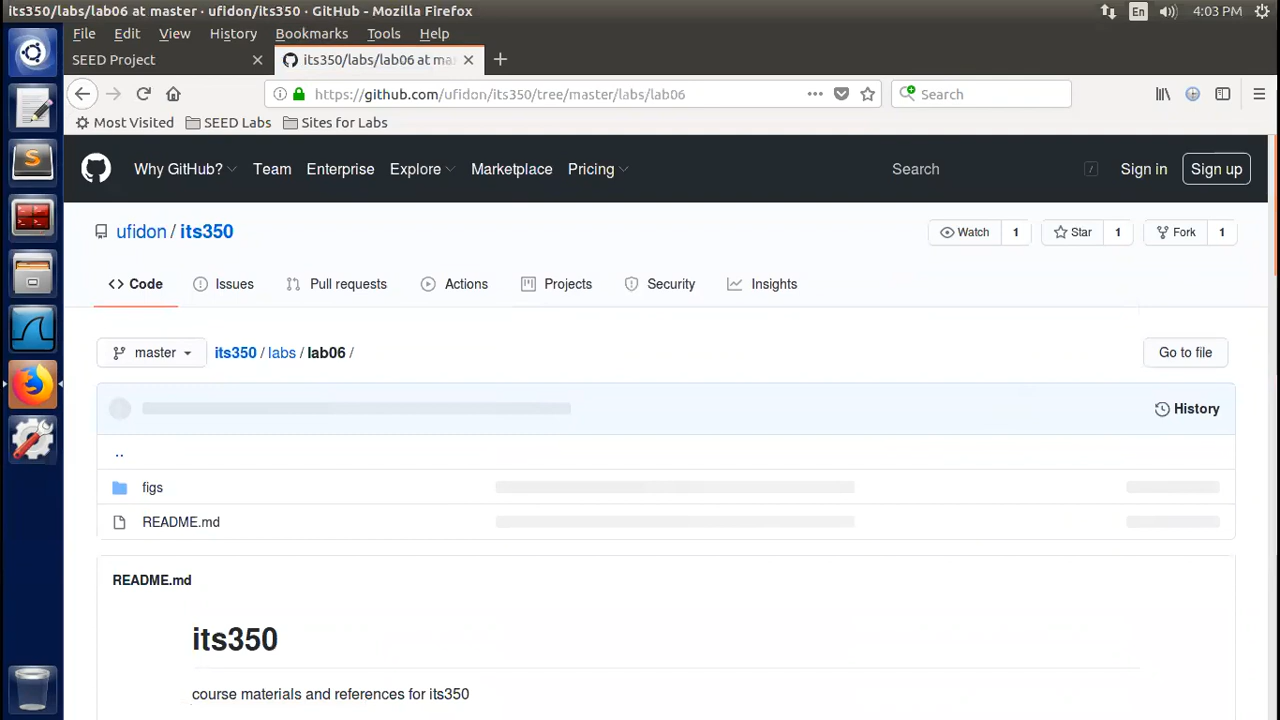 its350/labs/lab06 at master · ufidon/its350 · GitHub - Mozilla Firefox
En
4:03 PM
File Edit View History Bookmarks Tools Help
SEED Project
its350/labs/lab06 at ma
https://github.com/ufidon/its350/tree/master/labs/lab06
Search
Most Visited
SEED Labs
Sites for Labs
Why GitHub?
Team
Enterprise
Explore
Marketplace
Pricing
Search
/
Sign in
Sign up
ufidon / its350
Watch 1
Star 1
Fork 1
Code
Issues
Pull requests
Actions
Projects
Security
Insights
master
its350 / labs / lab06 /
Go to file
History
..
figs
README.md
README.md
its350
course materials and references for its350